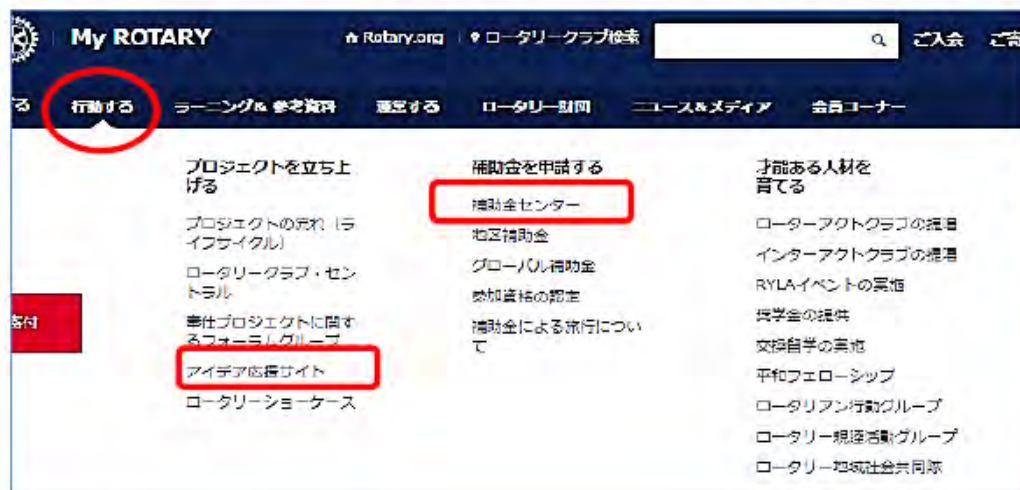 My ROTARY
Rotary.org
ロータリークラブ検索
ご入会
ご寄
る
行動する
ラーニング& 参考資料
運営する
ロータリー財団
ニュース&メディア
会員コーナー
プロジェクトを立ち上
げる
プロジェクトの流れ(ラ
イフサイクル)
ロータリークラブ・セン
トラル
奉仕プロジェクトに関す
るフォーラムグループ
アイデア応援サイト
ロータリーショーケース
寄付
補助金を申請する
補助金センター
地区補助金
グローバル補助金
参加資格の認定
補助金による旅行につい
て
才能ある人材を
育てる
ローターアクトクラブの提唱
インターアクトクラブの提唱
RYLAイベントの実施
奨学金の提供
交換留学の実施
平和フェローシップ
ロータリアン行動グループ
ロータリー親睦活動グループ
ロータリー地域社会共同隊